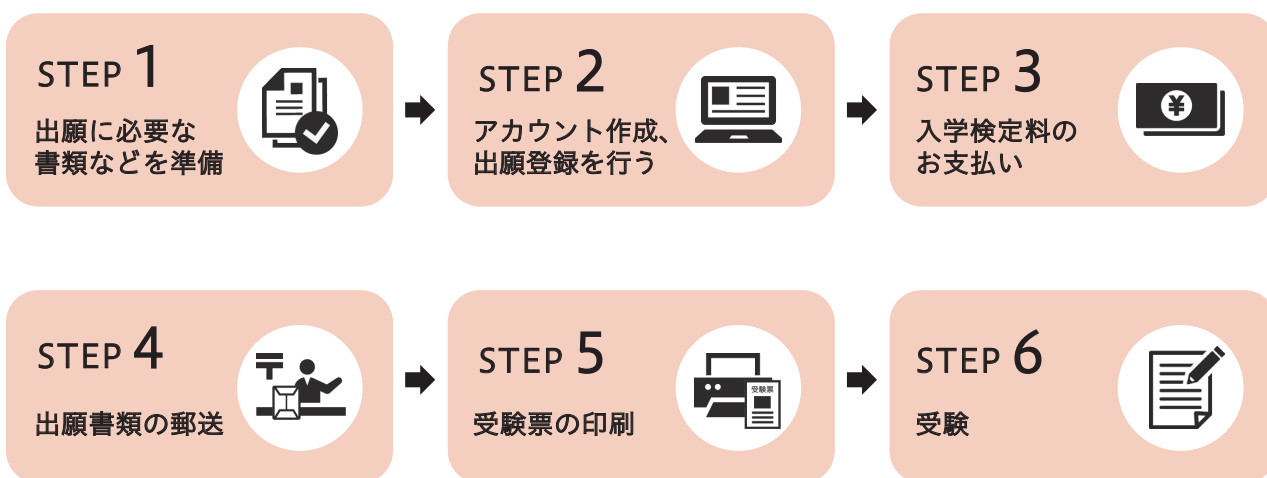 STEP 1
出願に必要な
書類などを準備
STEP 2
アカウント作成、
出願登録を行う
STEP 3
入学検定料の
お支払い
¥
STEP 4
出願書類の郵送
〒
STEP 5
受験票の印刷
受験票
STEP 6
受験